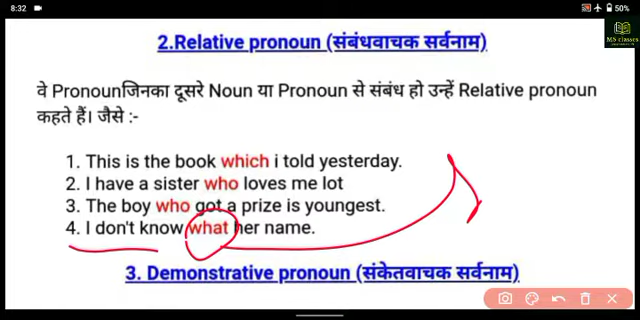 8:32
50%
MS classes
2.Relative pronoun (संबंधवाचक सर्वनाम)
वे Pronounजिनका दूसरे Noun या Pronoun से संबंध हो उन्हें Relative pronoun
कहते हैं। जैसे :-
1. This is the book which i told yesterday.
2. I have a sister who loves me lot
3. The boy who got a prize is youngest.
4. I don't know what her name.
3. Demonstrative pronoun (संकेतवाचक सर्वनाम)